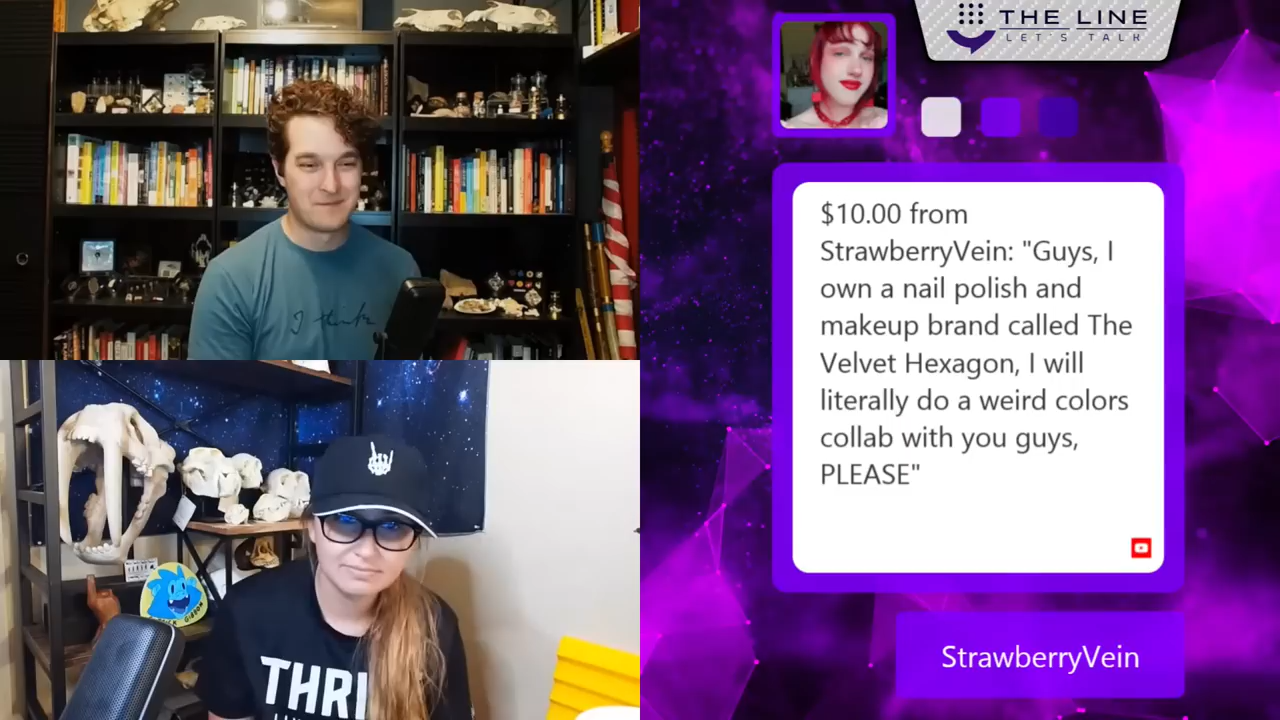 THE LINE
LET'S TALK
$10.00 from
StrawberryVein: "Guys, I
own a nail polish and
makeup brand called The
Velvet Hexagon, I will
literally do a weird colors
collab with you guys,
PLEASE"
StrawberryVein
I think
THRI